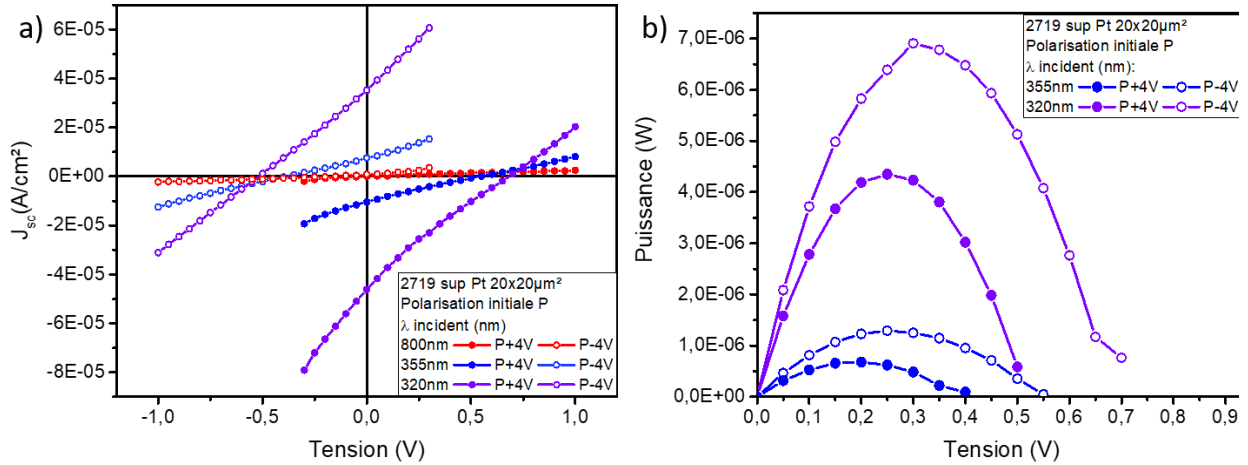 a)
6E-05
4E-05
2E-05
0E+00
-2E-05
-4E-05
-6E-05
-8E-05
J_sc(A/cm²)
-1,0 -0,5 0,0 0,5 1,0
Tension (V)
2719 sup Pt 20x20µm²
Polarisation initiale P
λ incident (nm)
800nm P+4V P-4V
355nm P+4V P-4V
320nm P+4V P-4V
b)
7,0E-06
6,0E-06
5,0E-06
4,0E-06
3,0E-06
2,0E-06
1,0E-06
0,0E+00
Puissance (W)
0,0 0,1 0,2 0,3 0,4 0,5 0,6 0,7 0,8 0,9
Tension (V)
2719 sup Pt 20x20µm²
Polarisation initiale P
λ incident (nm):
355nm P+4V P-4V
320nm P+4V P-4V